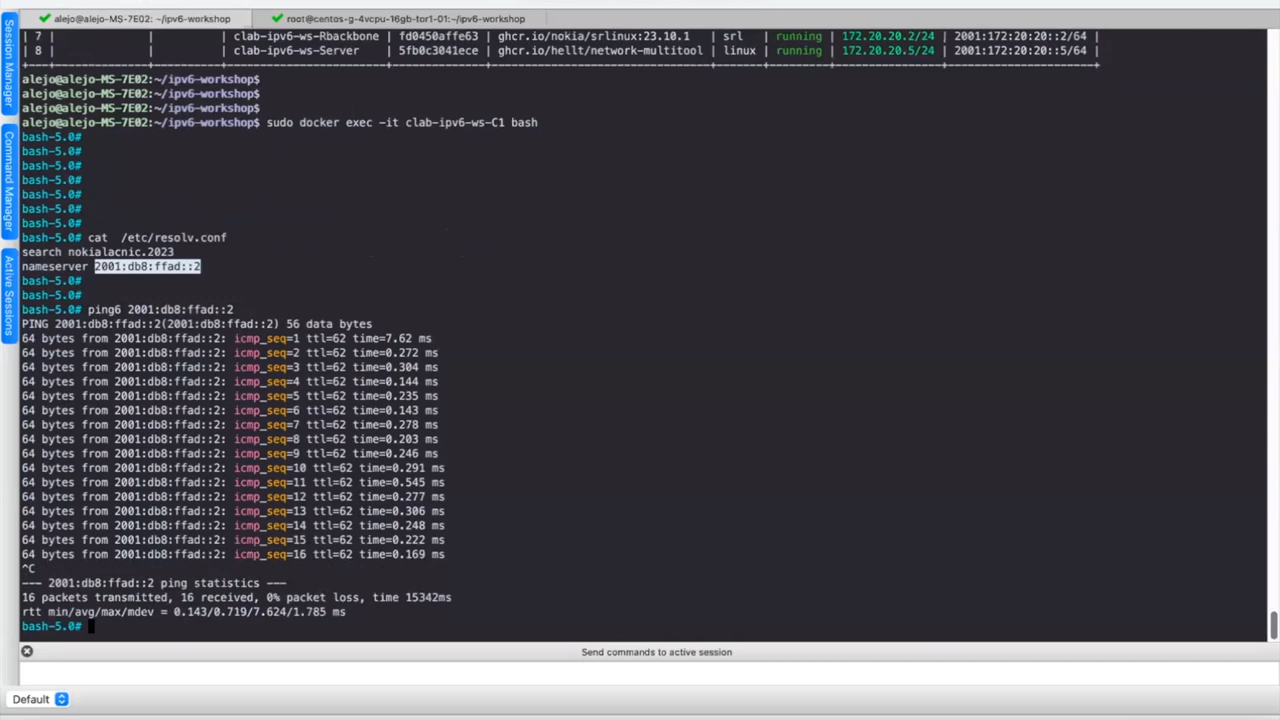 alejo@alejo-MS-7E02: ~/ipv6-workshop
root@centos-g-4vcpu-16gb-tor1-01:~/ipv6-workshop
Session Manager
Command Manager
Active Sessions
| 7 | | | clab-ipv6-ws-Rbackbone | fd0450affe63 | ghcr.io/nokia/srlinux:23.10.1 | srl | running | 172.20.20.2/24 | 2001:172:20:20::2/64 |
| 8 | | | clab-ipv6-ws-Server | 5fb0c3041ece | ghcr.io/hellt/network-multitool | linux | running | 172.20.20.5/24 | 2001:172:20:20::5/64 |
alejo@alejo-MS-7E02:~/ipv6-workshop$
alejo@alejo-MS-7E02:~/ipv6-workshop$
alejo@alejo-MS-7E02:~/ipv6-workshop$
alejo@alejo-MS-7E02:~/ipv6-workshop$ sudo docker exec -it clab-ipv6-ws-C1 bash
bash-5.0#
bash-5.0#
bash-5.0#
bash-5.0#
bash-5.0#
bash-5.0#
bash-5.0#
bash-5.0# cat  /etc/resolv.conf
search nokialacnic.2023
nameserver 2001:db8:ffad::2
bash-5.0#
bash-5.0#
bash-5.0# ping6 2001:db8:ffad::2
PING 2001:db8:ffad::2(2001:db8:ffad::2) 56 data bytes
64 bytes from 2001:db8:ffad::2: icmp_seq=1 ttl=62 time=7.62 ms
64 bytes from 2001:db8:ffad::2: icmp_seq=2 ttl=62 time=0.272 ms
64 bytes from 2001:db8:ffad::2: icmp_seq=3 ttl=62 time=0.304 ms
64 bytes from 2001:db8:ffad::2: icmp_seq=4 ttl=62 time=0.144 ms
64 bytes from 2001:db8:ffad::2: icmp_seq=5 ttl=62 time=0.235 ms
64 bytes from 2001:db8:ffad::2: icmp_seq=6 ttl=62 time=0.143 ms
64 bytes from 2001:db8:ffad::2: icmp_seq=7 ttl=62 time=0.278 ms
64 bytes from 2001:db8:ffad::2: icmp_seq=8 ttl=62 time=0.203 ms
64 bytes from 2001:db8:ffad::2: icmp_seq=9 ttl=62 time=0.246 ms
64 bytes from 2001:db8:ffad::2: icmp_seq=10 ttl=62 time=0.291 ms
64 bytes from 2001:db8:ffad::2: icmp_seq=11 ttl=62 time=0.545 ms
64 bytes from 2001:db8:ffad::2: icmp_seq=12 ttl=62 time=0.277 ms
64 bytes from 2001:db8:ffad::2: icmp_seq=13 ttl=62 time=0.306 ms
64 bytes from 2001:db8:ffad::2: icmp_seq=14 ttl=62 time=0.248 ms
64 bytes from 2001:db8:ffad::2: icmp_seq=15 ttl=62 time=0.222 ms
64 bytes from 2001:db8:ffad::2: icmp_seq=16 ttl=62 time=0.169 ms
^C
--- 2001:db8:ffad::2 ping statistics ---
16 packets transmitted, 16 received, 0% packet loss, time 15342ms
rtt min/avg/max/mdev = 0.143/0.719/7.624/1.785 ms
bash-5.0#
Send commands to active session
Default